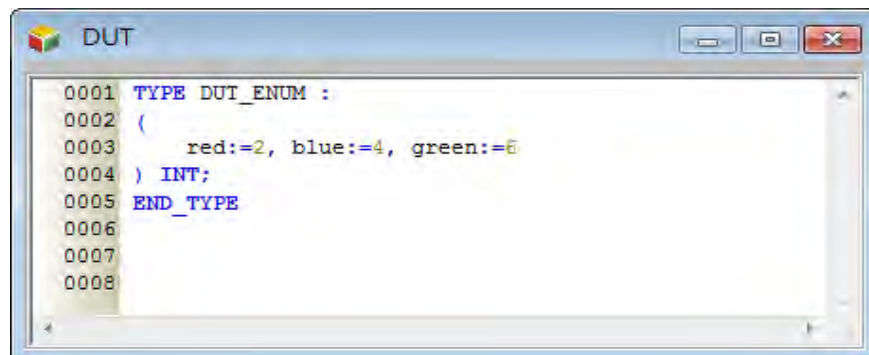 DUT
0001 TYPE DUT_ENUM :
0002 (
0003     red:=2, blue:=4, green:=6
0004 ) INT;
0005 END_TYPE
0006
0007
0008